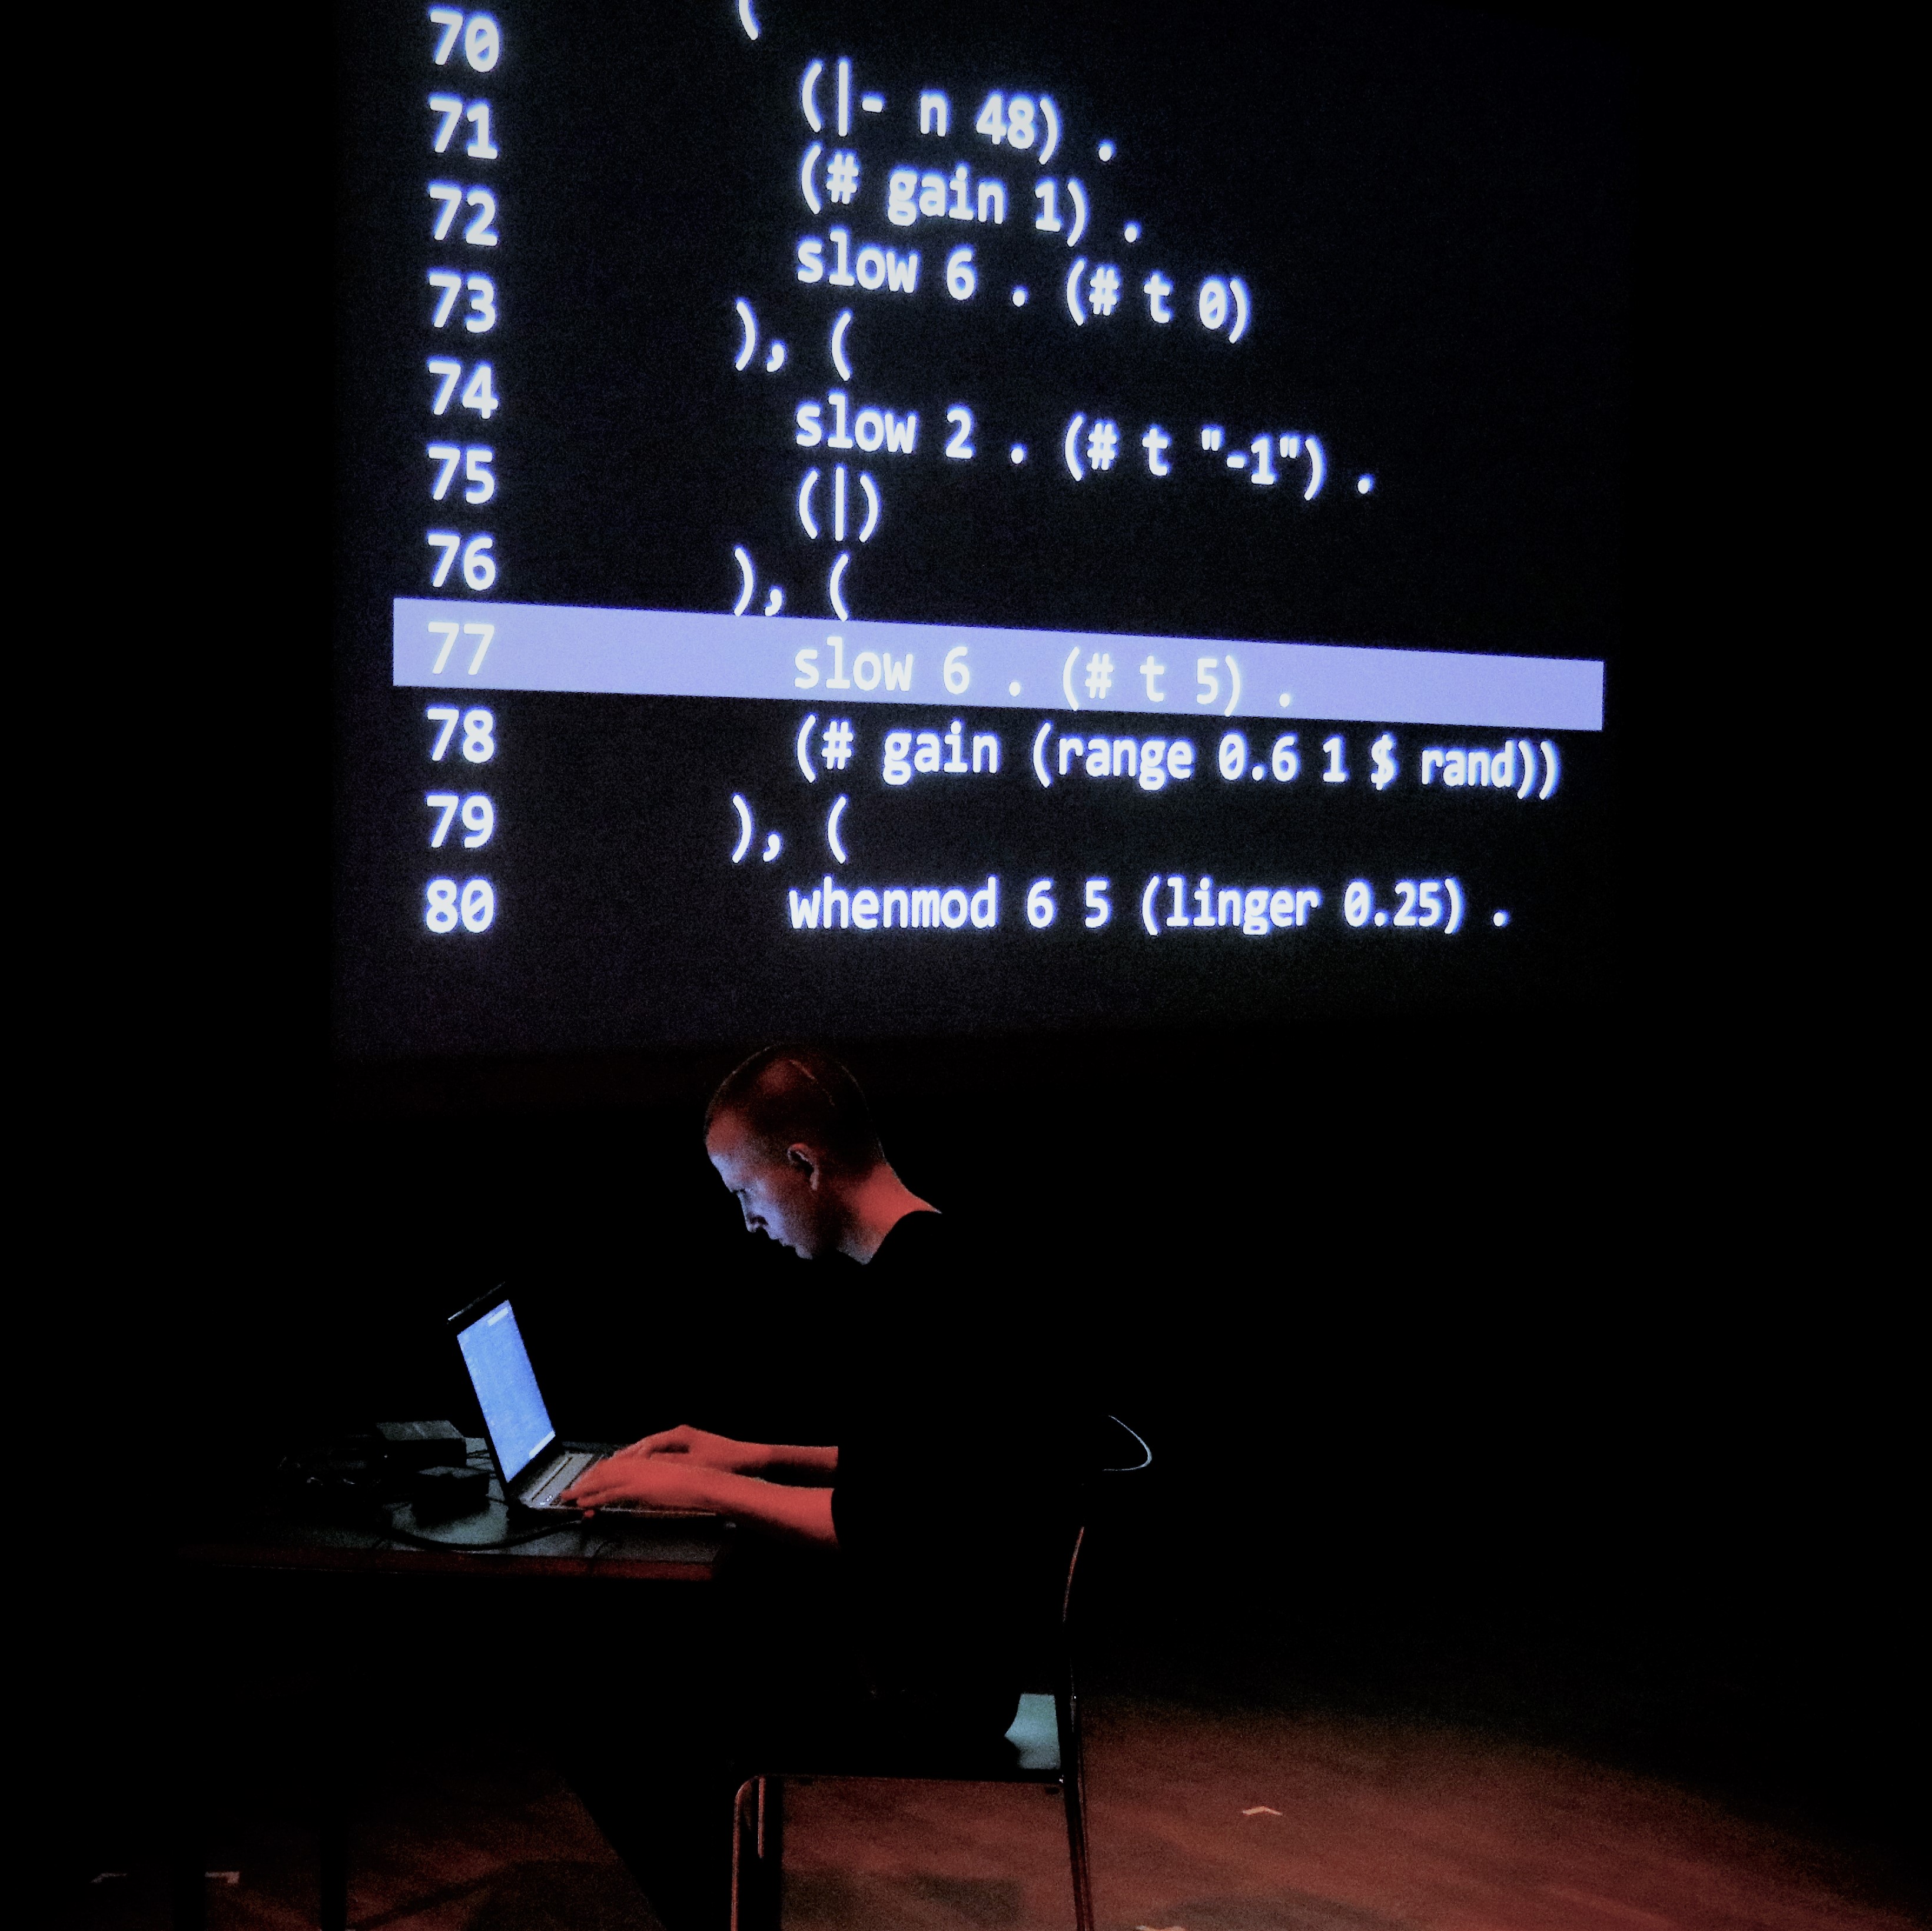 (
70 (|- n 48) .
71 (# gain 1) .
72 slow 6 . (# t 0)
73 ), (
74 slow 2 . (# t "-1") .
75 (|)
76 ), (
77 slow 6 . (# t 5) .
78 (# gain (range 0.6 1 $ rand))
79 ), (
80 whenmod 6 5 (linger 0.25) .